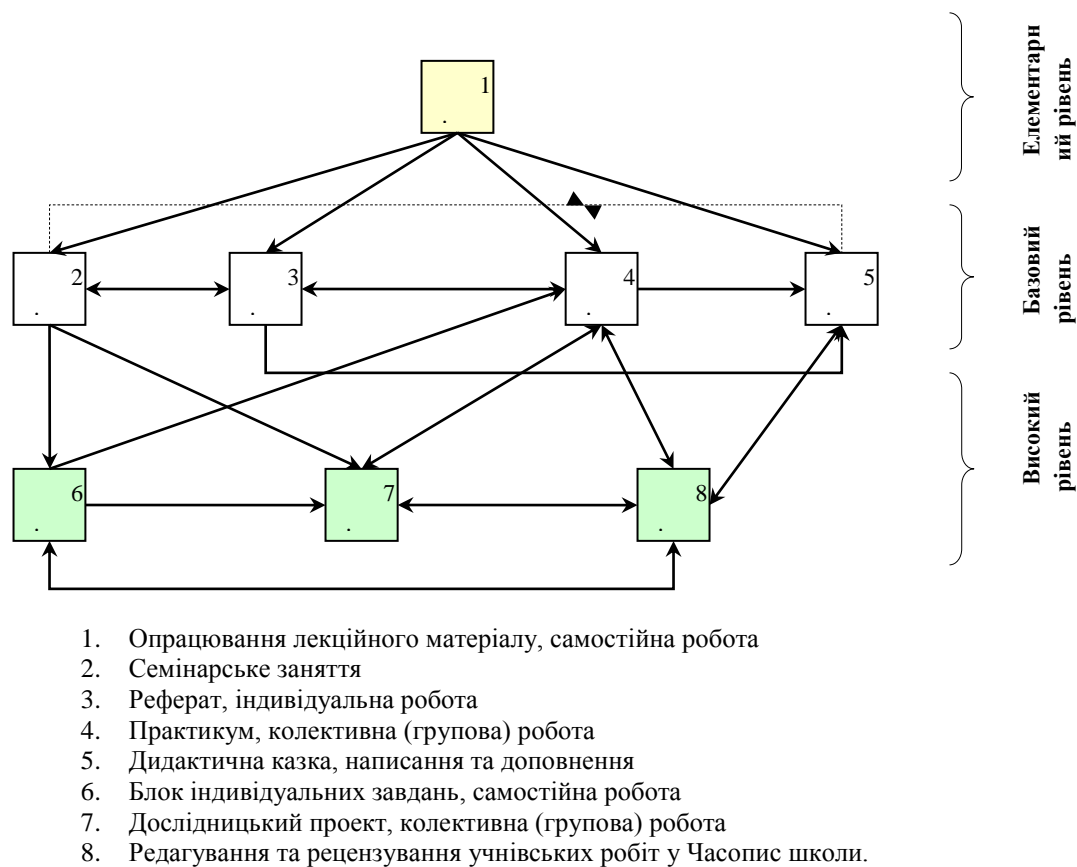 1
.
Елементарн
ий рівень
2
.
3
.
4
.
5
.
Базовий
рівень
6
.
7
.
8
.
Високий
рівень
1. Опрацювання лекційного матеріалу, самостійна робота
2. Семінарське заняття
3. Реферат, індивідуальна робота
4. Практикум, колективна (групова) робота
5. Дидактична казка, написання та доповнення
6. Блок індивідуальних завдань, самостійна робота
7. Дослідницький проект, колективна (групова) робота
8. Редагування та рецензування учнівських робіт у Часопис школи.